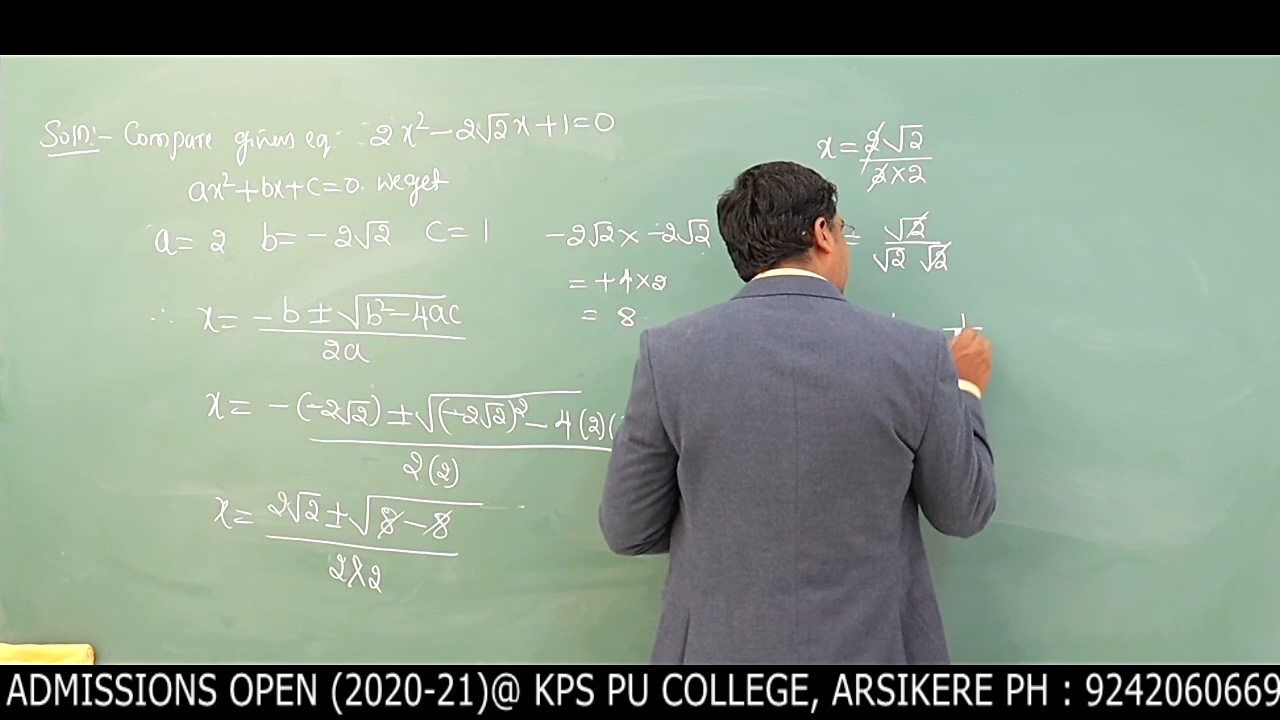 Soln:- Compare given eq. 2x² - 2√2x + 1 = 0
ax² + bx + c = 0. we get
a = 2 b = -2√2 c = 1
∴ x = -b ± √b² - 4ac / 2a
x = -(-2√2) ± √(-2√2)² - 4(2)(
2(2)
x = 2√2 ± √8 - 8 / 2×2
-2√2 × -2√2
= +4×2
= 8
x = 2√2 / 2×2
= √2 / √2 √2
1
ADMISSIONS OPEN (2020-21)@ KPS PU COLLEGE, ARSIKERE PH : 9242060669